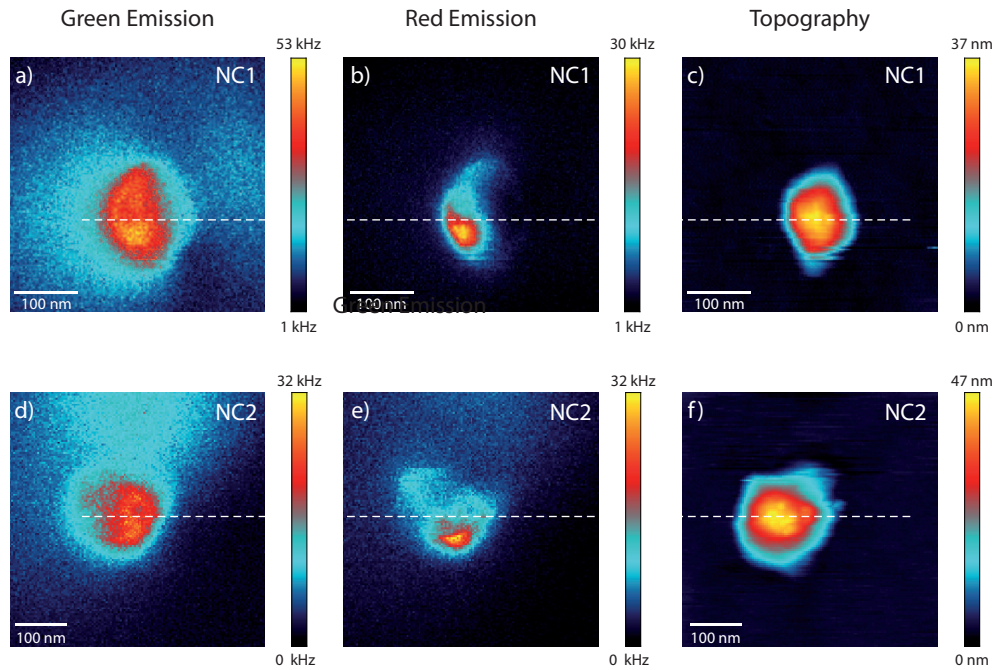 Green Emission
Red Emission
Topography
a)
NC1
53 kHz
1 kHz
100 nm
b)
NC1
30 kHz
1 kHz
100 nm
Green Emission
c)
NC1
37 nm
0 nm
100 nm
d)
NC2
32 kHz
0 kHz
100 nm
e)
NC2
32 kHz
0 kHz
f)
NC2
47 nm
0 nm
100 nm